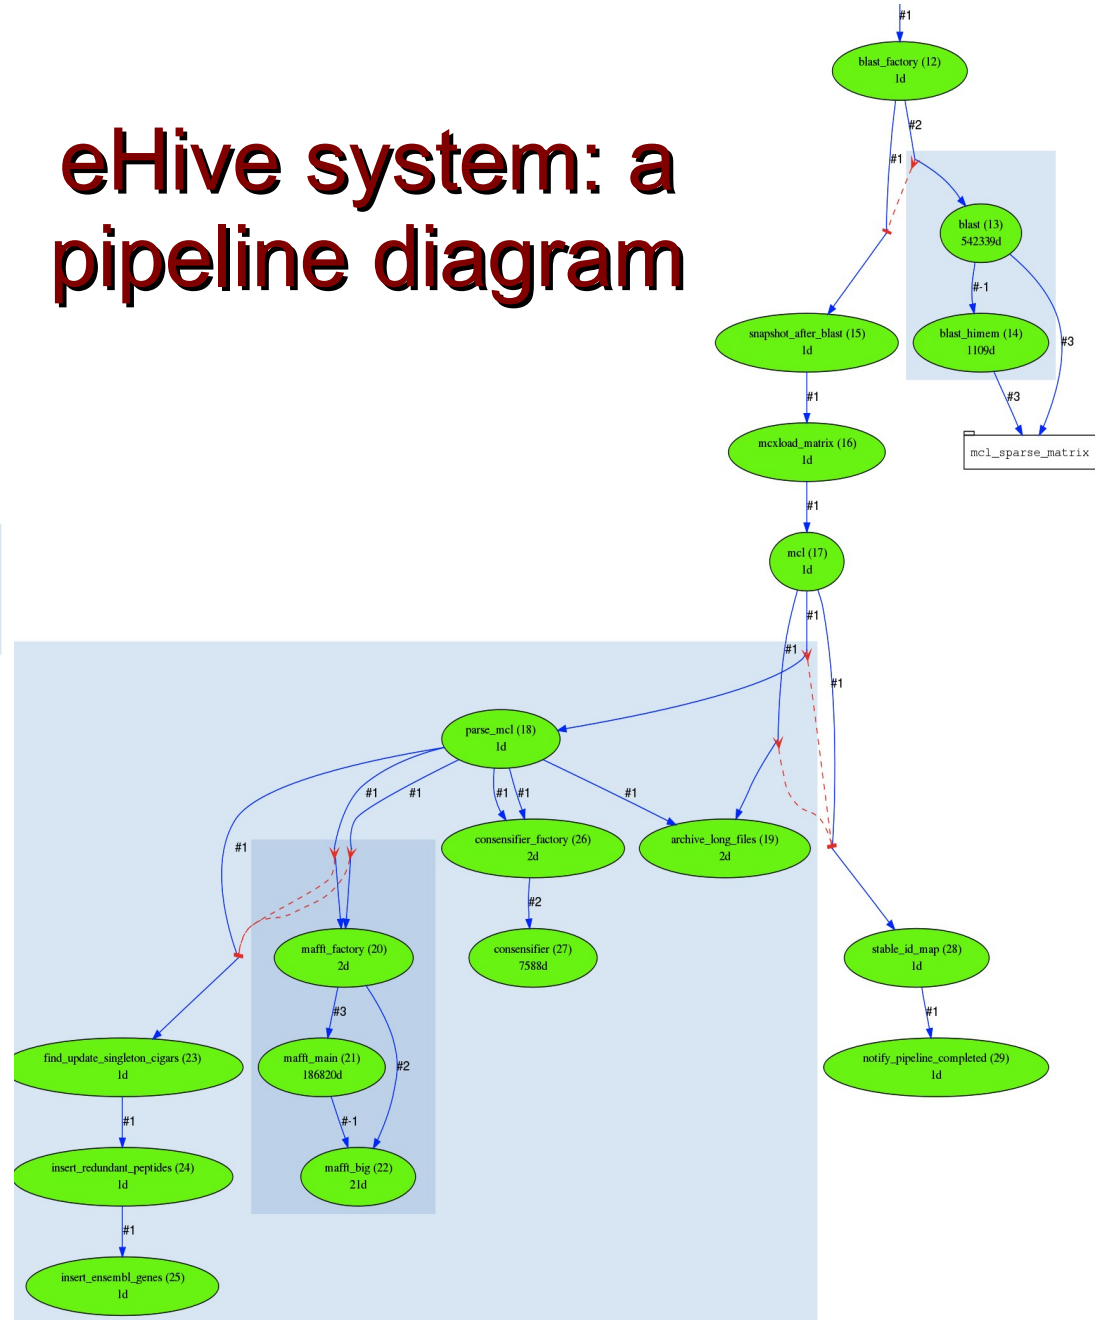 eHive system: a
pipeline diagram
#1
blast_factory (12)
1d
#2
#1
blast (13)
542339d
#-1
snapshot_after_blast (15)
1d
blast_himem (14)
1109d
#3
#1
#3
mcxload_matrix (16)
1d
mcl_sparse_matrix
#1
mcl (17)
1d
#1
#1
#1
parse_mcl (18)
1d
#1
#1
#1
#1
#1
#1
consensifier_factory (26)
2d
archive_long_files (19)
2d
#2
mafft_factory (20)
2d
consensifier (27)
7588d
stable_id_map (28)
1d
#3
#1
find_update_singleton_cigars (23)
1d
mafft_main (21)
186820d
#2
notify_pipeline_completed (29)
1d
#1
#-1
insert_redundant_peptides (24)
1d
mafft_big (22)
21d
#1
insert_ensembl_genes (25)
1d